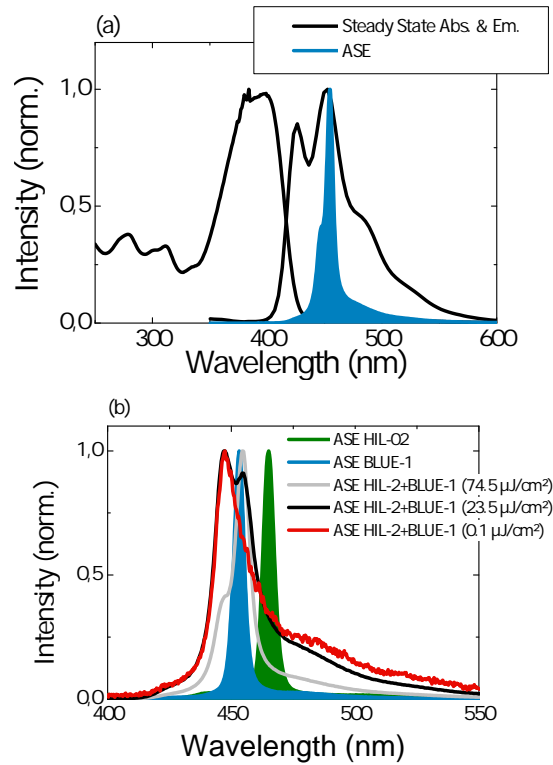 (a)
Steady State Abs. & Em.
ASE
1,0
0,5
0,0
Intensity (norm.)
300 400 500 600
Wavelength (nm)
(b)
ASE HIL-02
ASE BLUE-1
ASE HIL-2+BLUE-1 (74.5 µJ/cm²)
ASE HIL-2+BLUE-1 (23.5 µJ/cm²)
ASE HIL-2+BLUE-1 (0.1 µJ/cm²)
1,0
0,5
0,0
Intensity (norm.)
400 450 500 550
Wavelength (nm)